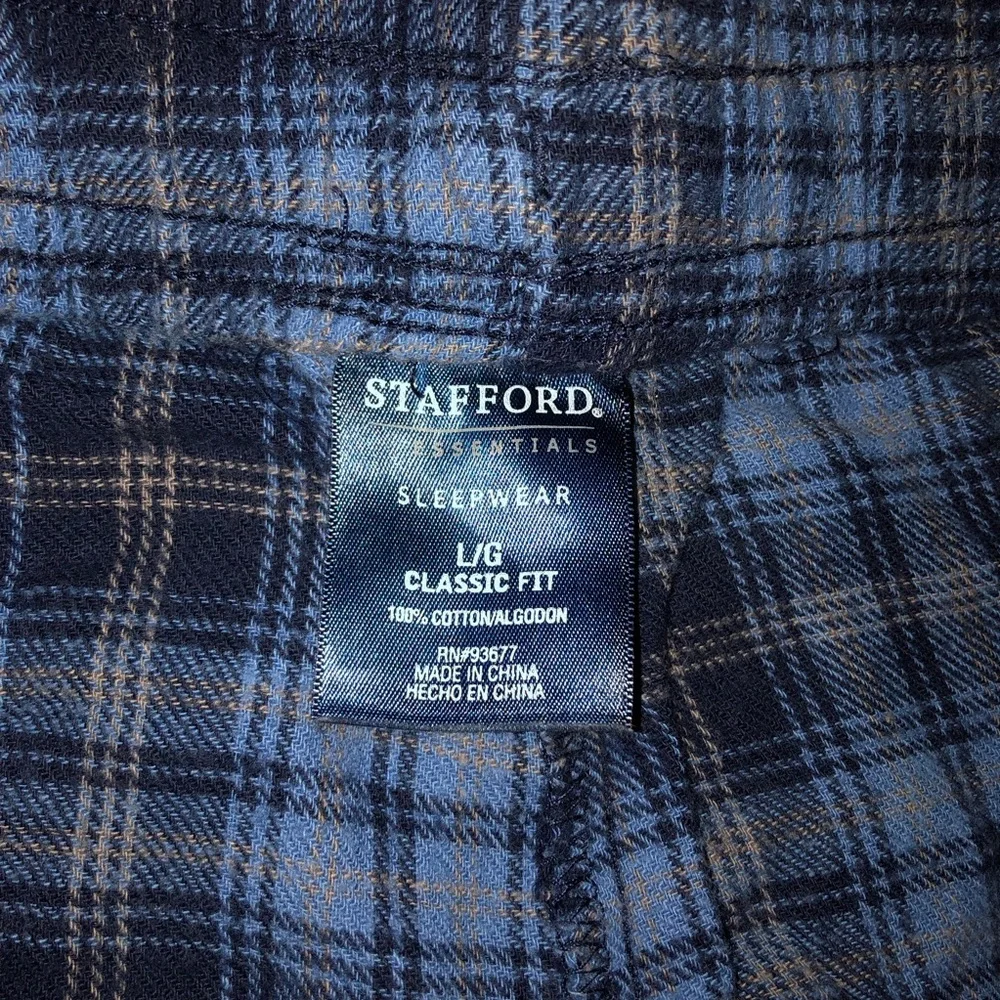 STAFFORD®
ESSENTIALS
SLEEPWEAR
L/G
CLASSIC FIT
100% COTTON/ALGODON
RN#93677
MADE IN CHINA
HECHO EN CHINA